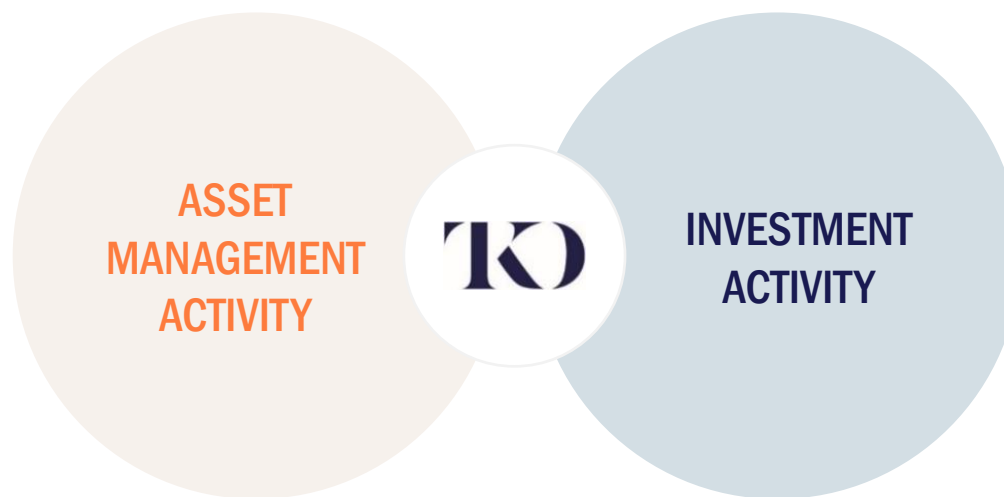 ASSET
MANAGEMENT
ACTIVITY
TKO
INVESTMENT
ACTIVITY